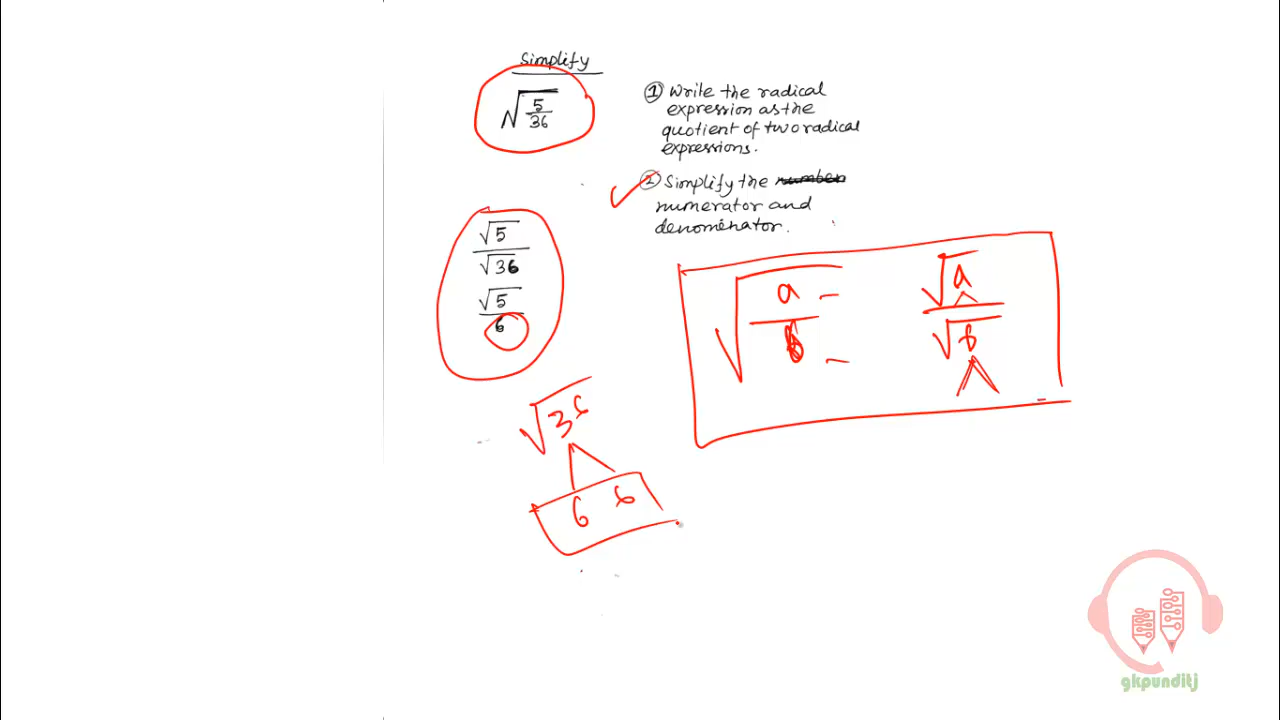 Simplify
√(5/36)
① Write the radical
expression as the
quotient of two radical
expressions.
② Simplify the
numerator and
denominator.
√5
√36
√5
6
√(a/b) = √a/√b
√36
6 6
gkpunditj